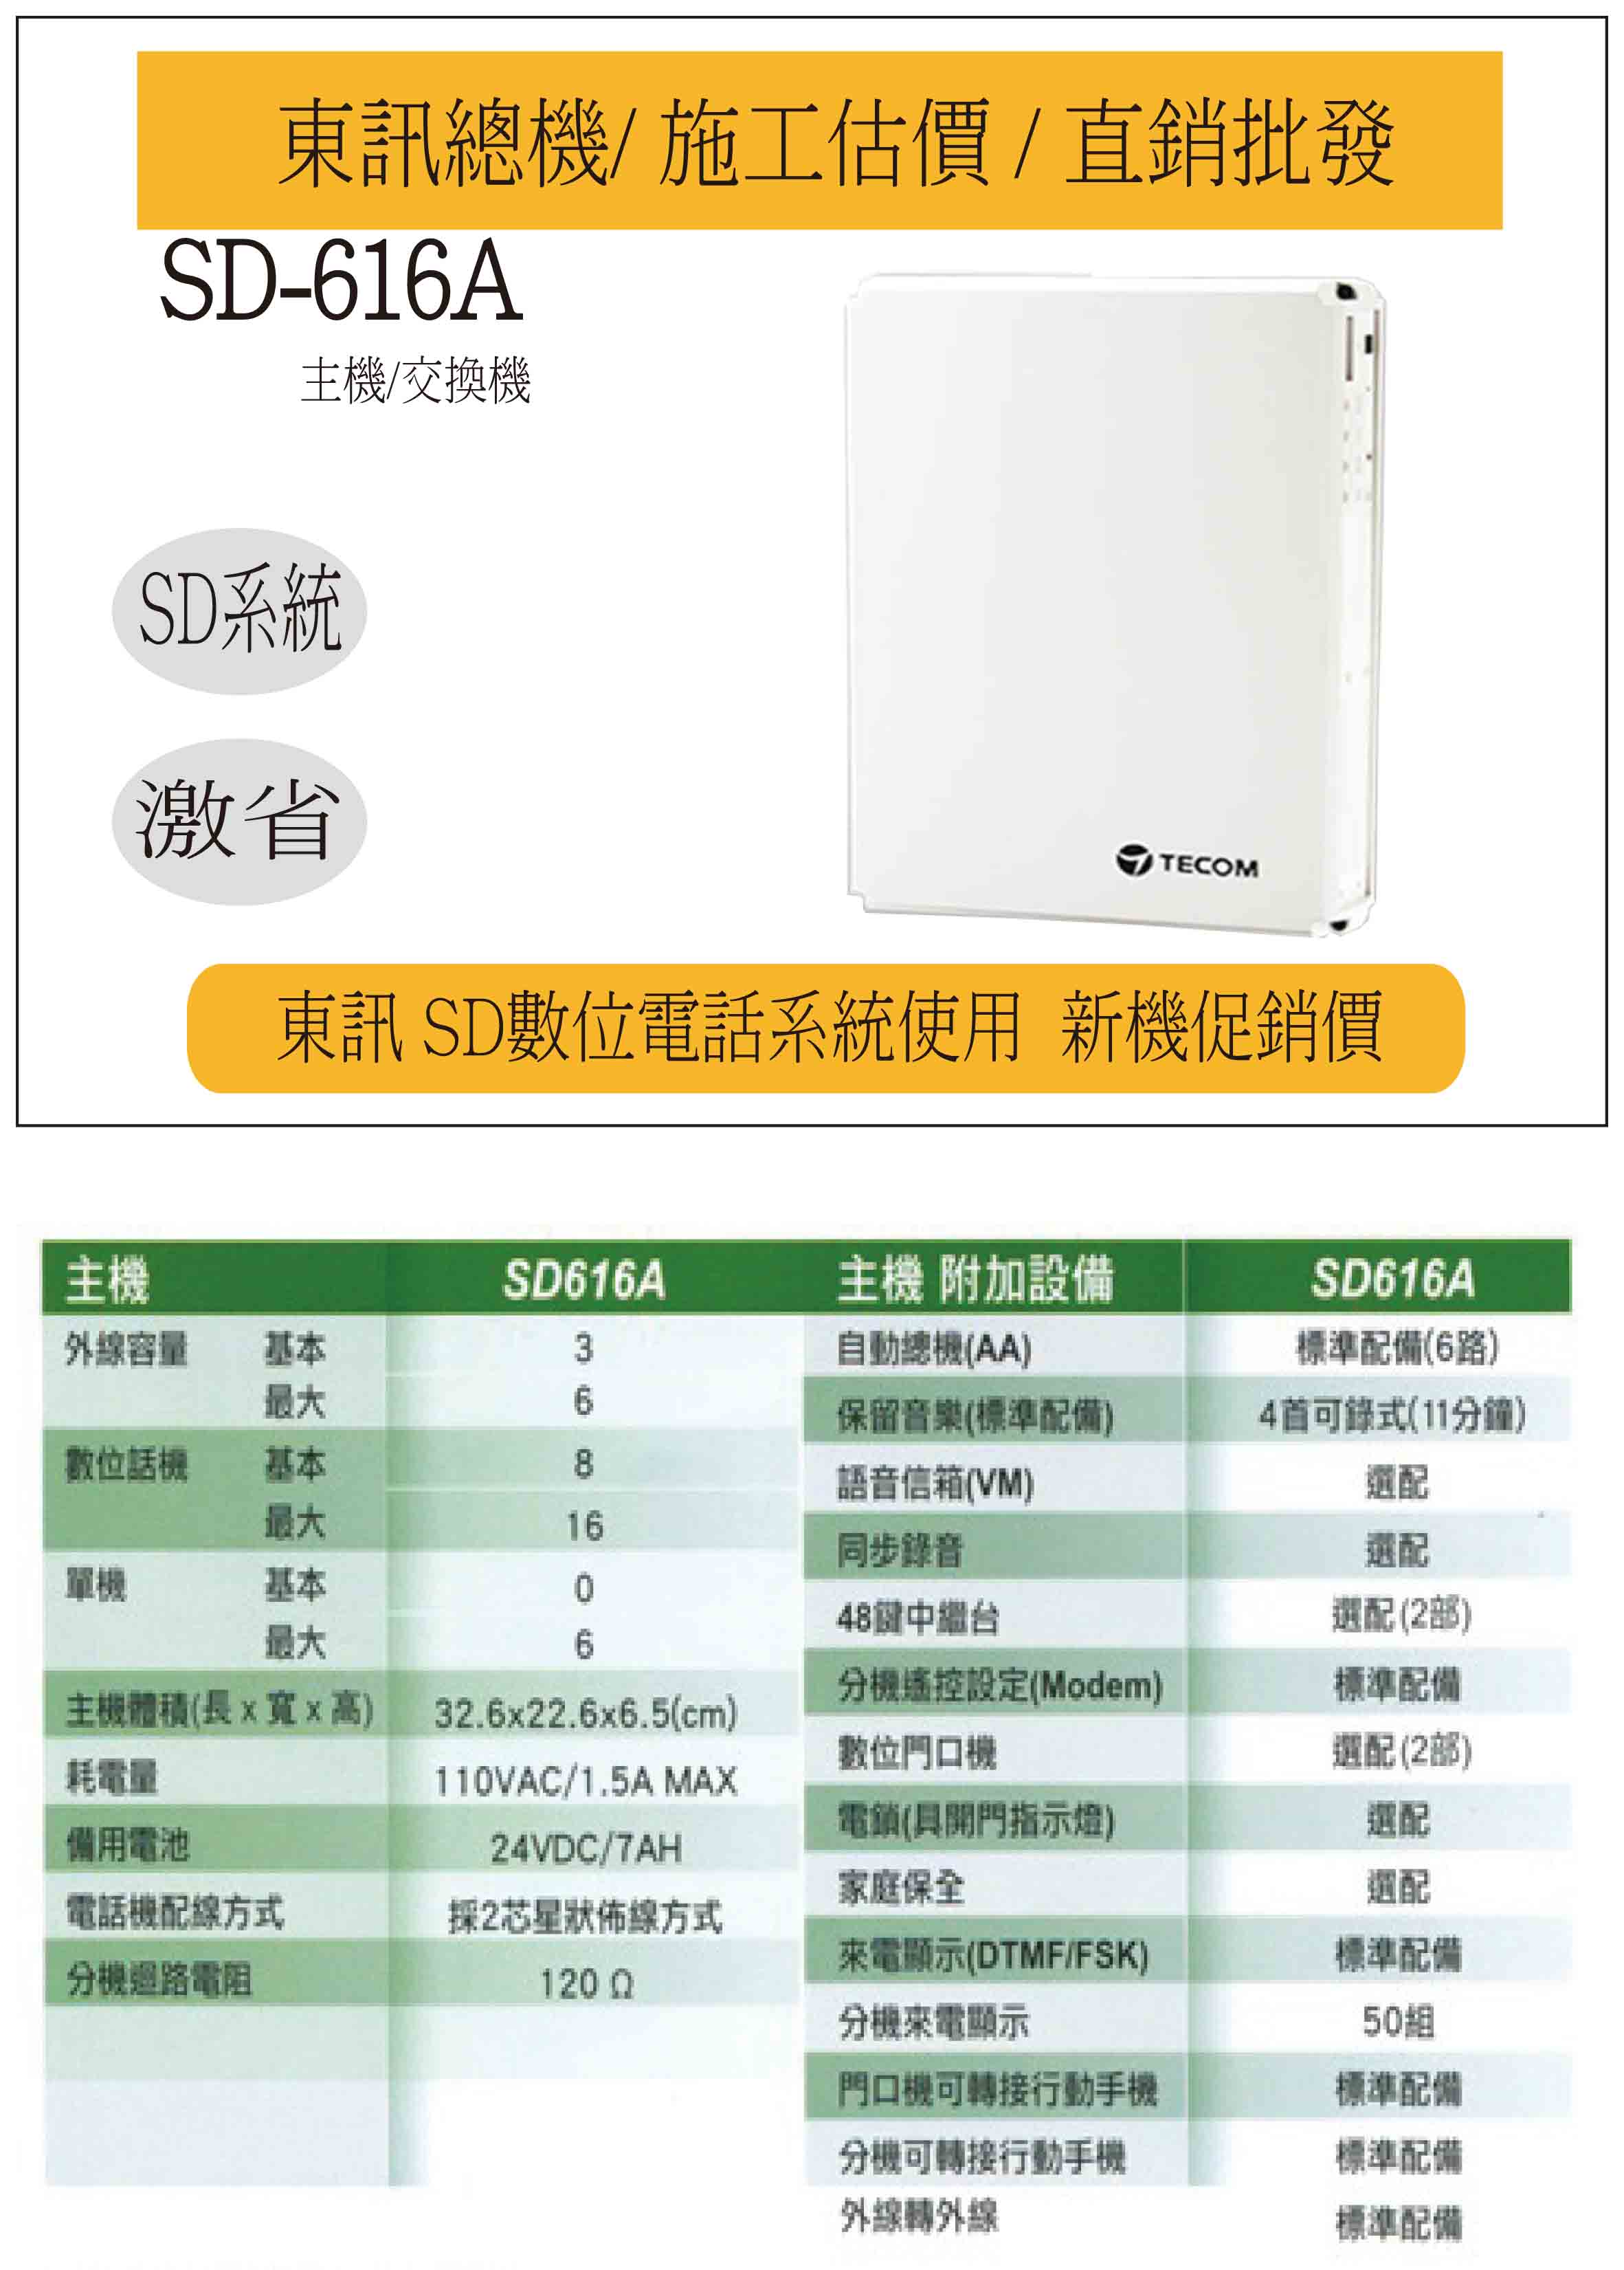 東訊總機/ 施工估價 / 直銷批發
SD-616A
主機/交換機
SD系統
激省
TECOM
東訊 SD數位電話系統使用 新機促銷價
主機 SD616A
外線容量 基本 3
最大 6
數位話機 基本 8
最大 16
單機 基本 0
最大 6
主機體積(長 x 寬 x 高) 32.6x22.6x6.5(cm)
耗電量 110VAC/1.5A MAX
備用電池 24VDC/7AH
電話機配線方式 採2芯星狀佈線方式
分機迴路電阻 120 Ω
主機 附加設備 SD616A
自動總機(AA) 標準配備(6路)
保留音樂(標準配備) 4首可錄式(11分鐘)
語音信箱(VM) 選配
同步錄音 選配
48鍵中繼台 選配(2部)
分機遙控設定(Modem) 標準配備
數位門口機 選配(2部)
電鎖(具開門指示燈) 選配
家庭保全 選配
來電顯示(DTMF/FSK) 標準配備
分機來電顯示 50組
門口機可轉接行動手機 標準配備
分機可轉接行動手機 標準配備
外線轉外線 標準配備